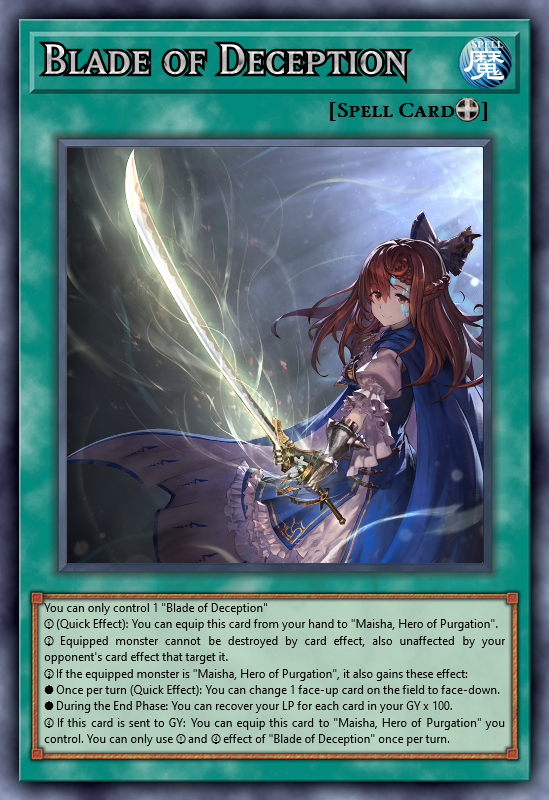 Blade of Deception
SPELL
魔
[Spell Card]
You can only control 1 "Blade of Deception"
① (Quick Effect): You can equip this card from your hand to "Maisha, Hero of Purgation".
② Equipped monster cannot be destroyed by card effect, also unaffected by your
opponent's card effect that target it.
③ If the equipped monster is "Maisha, Hero of Purgation", it also gains these effect:
● Once per turn (Quick Effect): You can change 1 face-up card on the field to face-down.
● During the End Phase: You can recover your LP for each card in your GY x 100.
④ If this card is sent to GY: You can equip this card to "Maisha, Hero of Purgation" you
control. You can only use ① and ④ effect of "Blade of Deception" once per turn.